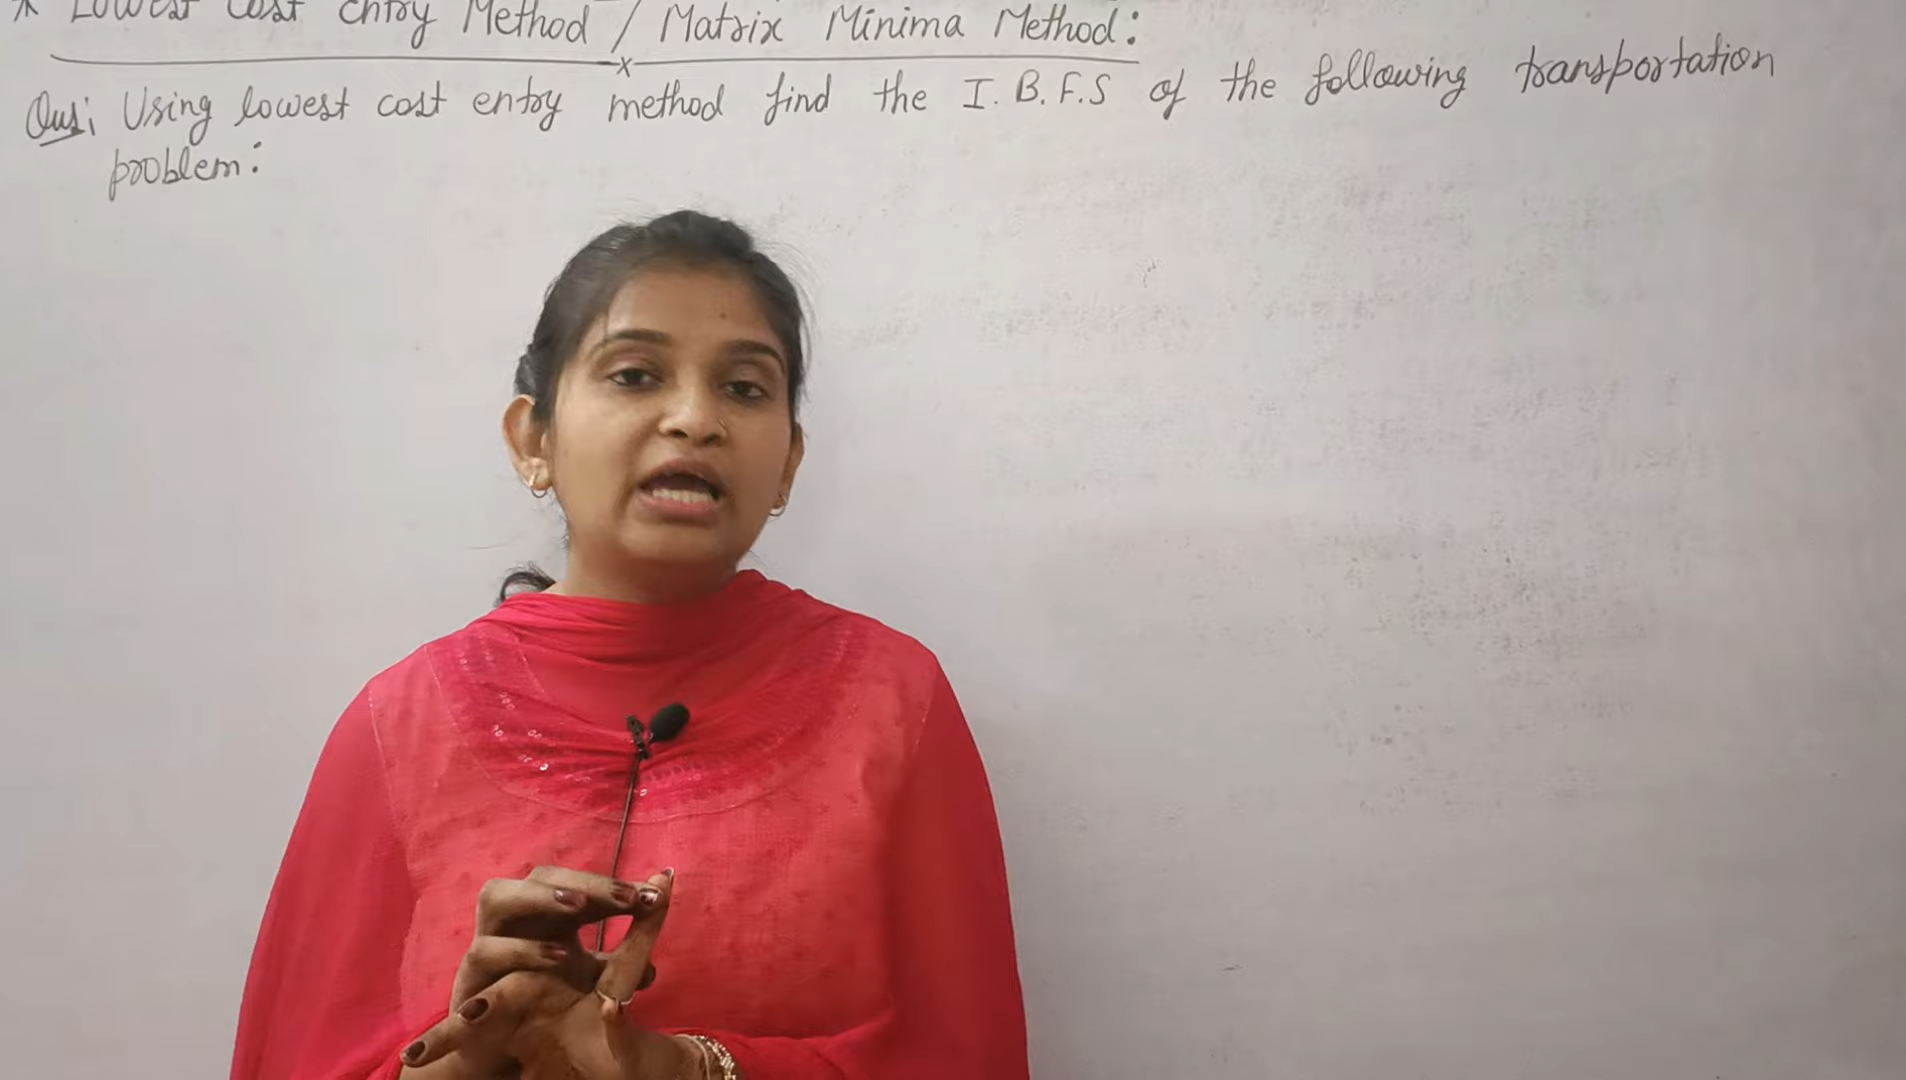 * Lowest Cost Entry Method / Matrix Minima Method:
Ques: Using lowest cost entry method find the I.B.F.S of the following transportation
problem: